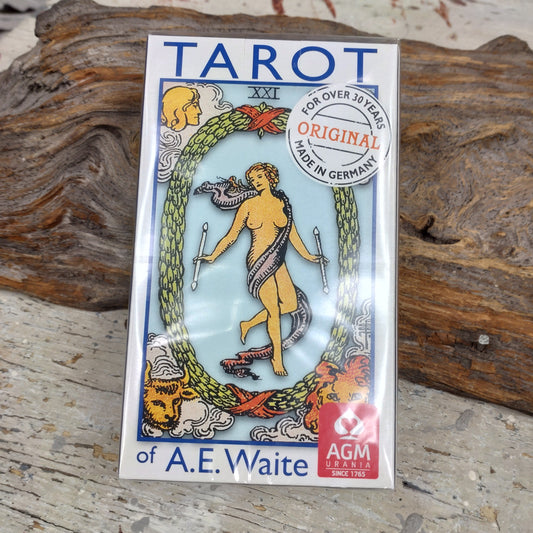 TAROT
XXI
FOR OVER 30 YEARS
ORIGINAL
MADE IN GERMANY
of A.E. Waite
AGM
URANIA
SINCE 1765